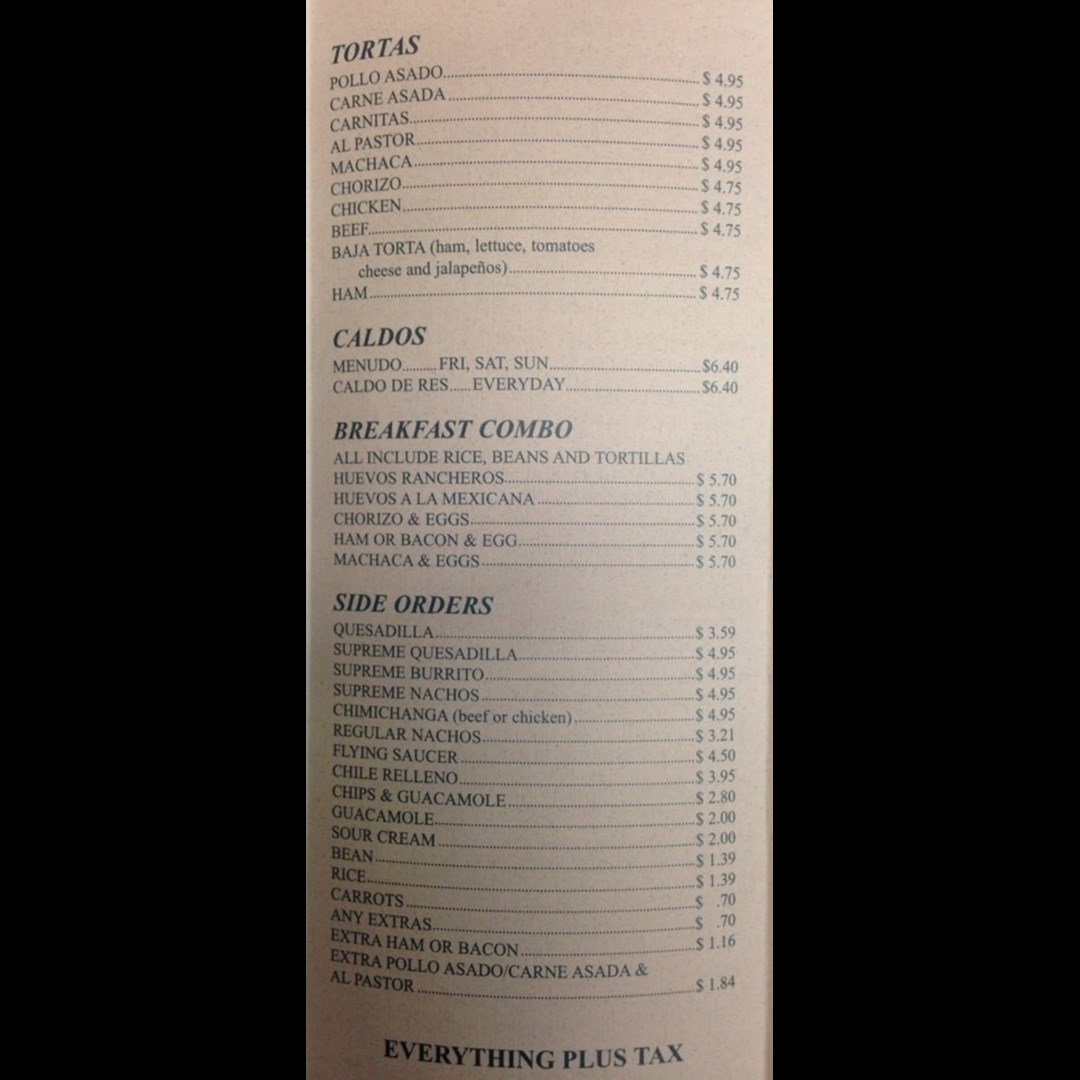 TORTAS
POLLO ASADO........ $ 4.95
CARNE ASADA........ $ 4.95
CARNITAS........ $ 4.95
AL PASTOR........ $ 4.95
MACHACA........ $ 4.95
CHORIZO........ $ 4.75
CHICKEN........ $ 4.75
BEEF........ $ 4.75
BAJA TORTA (ham, lettuce, tomatoes
cheese and jalapeños)........ $ 4.75
HAM........ $ 4.75
CALDOS
MENUDO........ FRI, SAT, SUN........ $6.40
CALDO DE RES..... EVERYDAY........ $6.40
BREAKFAST COMBO
ALL INCLUDE RICE, BEANS AND TORTILLAS
HUEVOS RANCHEROS........ $ 5.70
HUEVOS A LA MEXICANA........ $ 5.70
CHORIZO & EGGS........ $ 5.70
HAM OR BACON & EGG........ $ 5.70
MACHACA & EGGS........ $ 5.70
SIDE ORDERS
QUESADILLA........ $ 3.59
SUPREME QUESADILLA........ $ 4.95
SUPREME BURRITO........ $ 4.95
SUPREME NACHOS........ $ 4.95
CHIMICHANGA (beef or chicken)........ $ 4.95
REGULAR NACHOS........ $ 3.21
FLYING SAUCER........ $ 4.50
CHILE RELLENO........ $ 3.95
CHIPS & GUACAMOLE........ $ 2.80
GUACAMOLE........ $ 2.00
SOUR CREAM........ $ 2.00
BEAN........ $ 1.39
RICE........ $ 1.39
CARROTS........ $ .70
ANY EXTRAS........ $ .70
EXTRA HAM OR BACON........ $ 1.16
EXTRA POLLO ASADO/CARNE ASADA &
AL PASTOR........ $ 1.84
EVERYTHING PLUS TAX